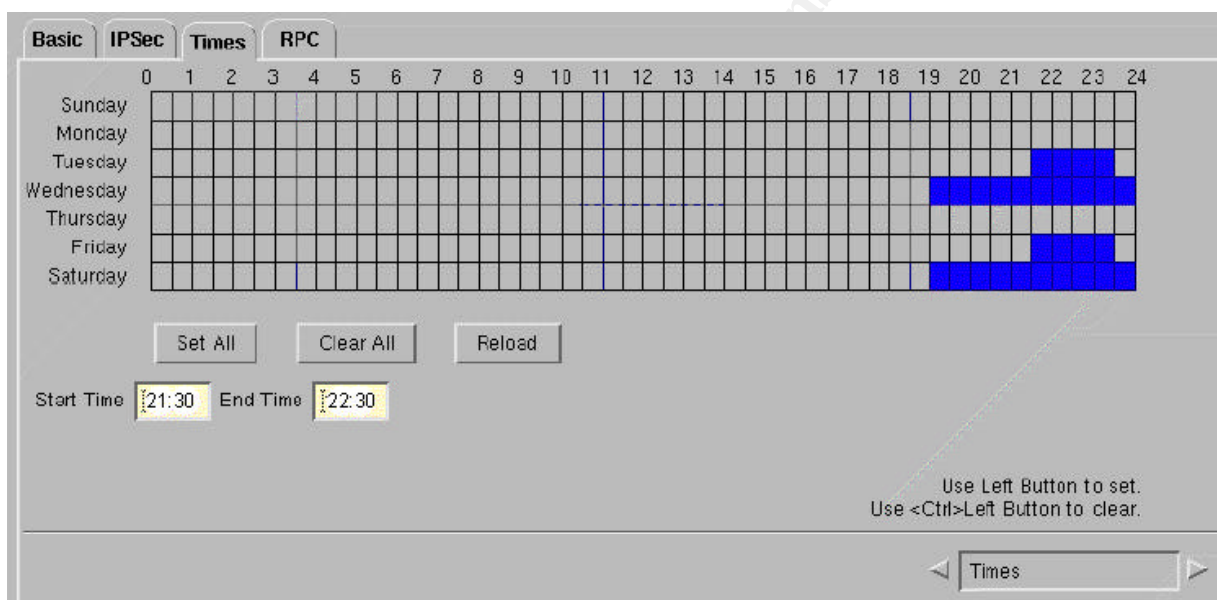 Basic IPSec Times RPC
0 1 2 3 4 5 6 7 8 9 10 11 12 13 14 15 16 17 18 19 20 21 22 23 24
Sunday
Monday
Tuesday
Wednesday
Thursday
Friday
Saturday
Set All Clear All Reload
Start Time 21:30 End Time 22:30
Use Left Button to set.
Use <Ctrl>Left Button to clear.
Times